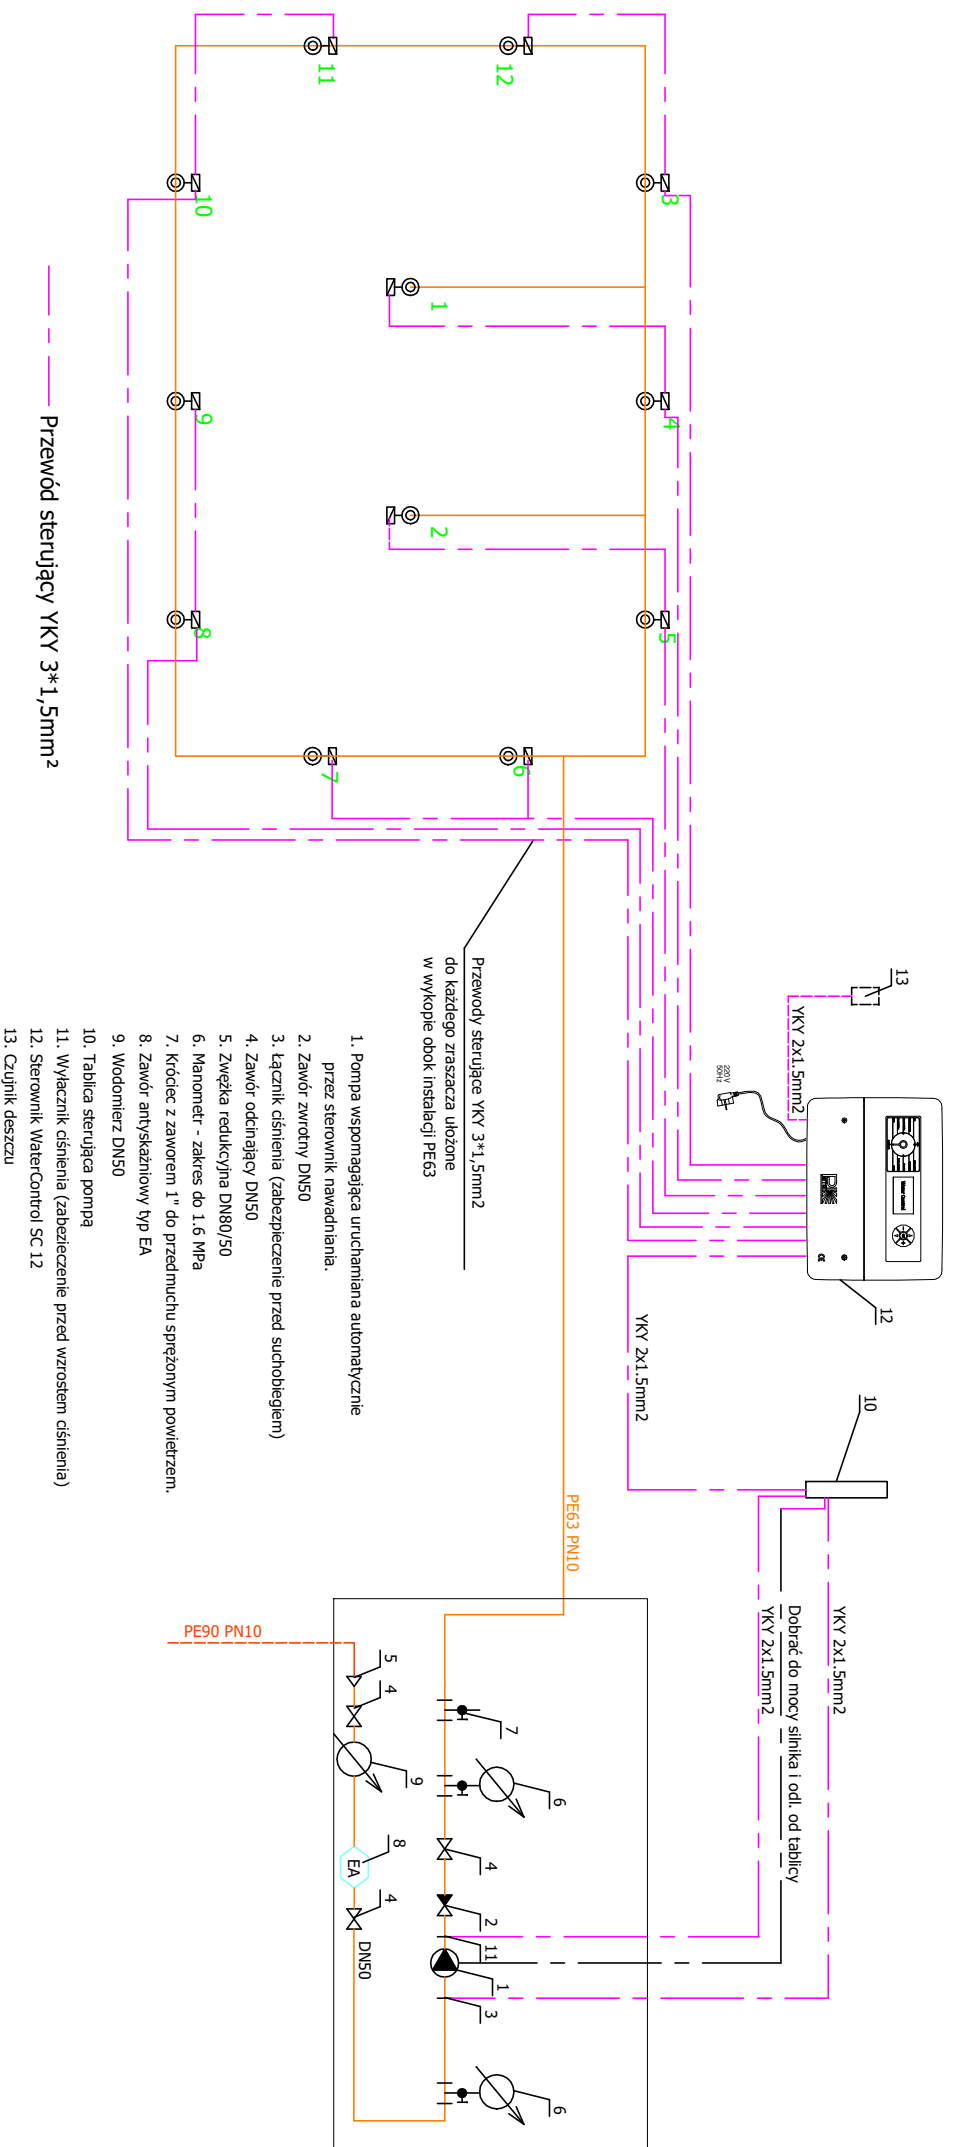 11
12
10
3
1
9
4
2
8
5
7
6
Przewód sterujący YKY 3*1,5mm²
Przewody sterujące YKY 3*1,5mm2
do każdego zraszacza ułożone
w wykopie obok instalacji PE63
13
YKY 2x1.5mm2
220V
50Hz
Water Control
CE
12
YKY 2x1.5mm2
10
YKY 2x1.5mm2
Dobrać do mocy silnika i odl. od tablicy
YKY 2x1.5mm2
1. Pompa wspomagająca uruchamiana automatycznie
przez sterownik nawadniania.
2. Zawór zwrotny DN50
3. Łącznik ciśnienia (zabezpieczenie przed suchobiegiem)
4. Zawór odcinający DN50
5. Zwężka redukcyjna DN80/50
6. Manometr - zakres do 1.6 MPa
7. Króciec z zaworem 1" do przedmuchu sprężonym powietrzem.
8. Zawór antyskażniowy typ EA
9. Wodomierz DN50
10. Tablica sterująca pompą
11. Wyłacznik ciśnienia (zabezieczenie przed wzrostem ciśnienia)
12. Sterownik WaterControl SC 12
13. Czujnik deszczu
PE63 PN10
PE90 PN10
7
6
4
2
11
1
3
6
5
4
9
8
EA
4
DN50